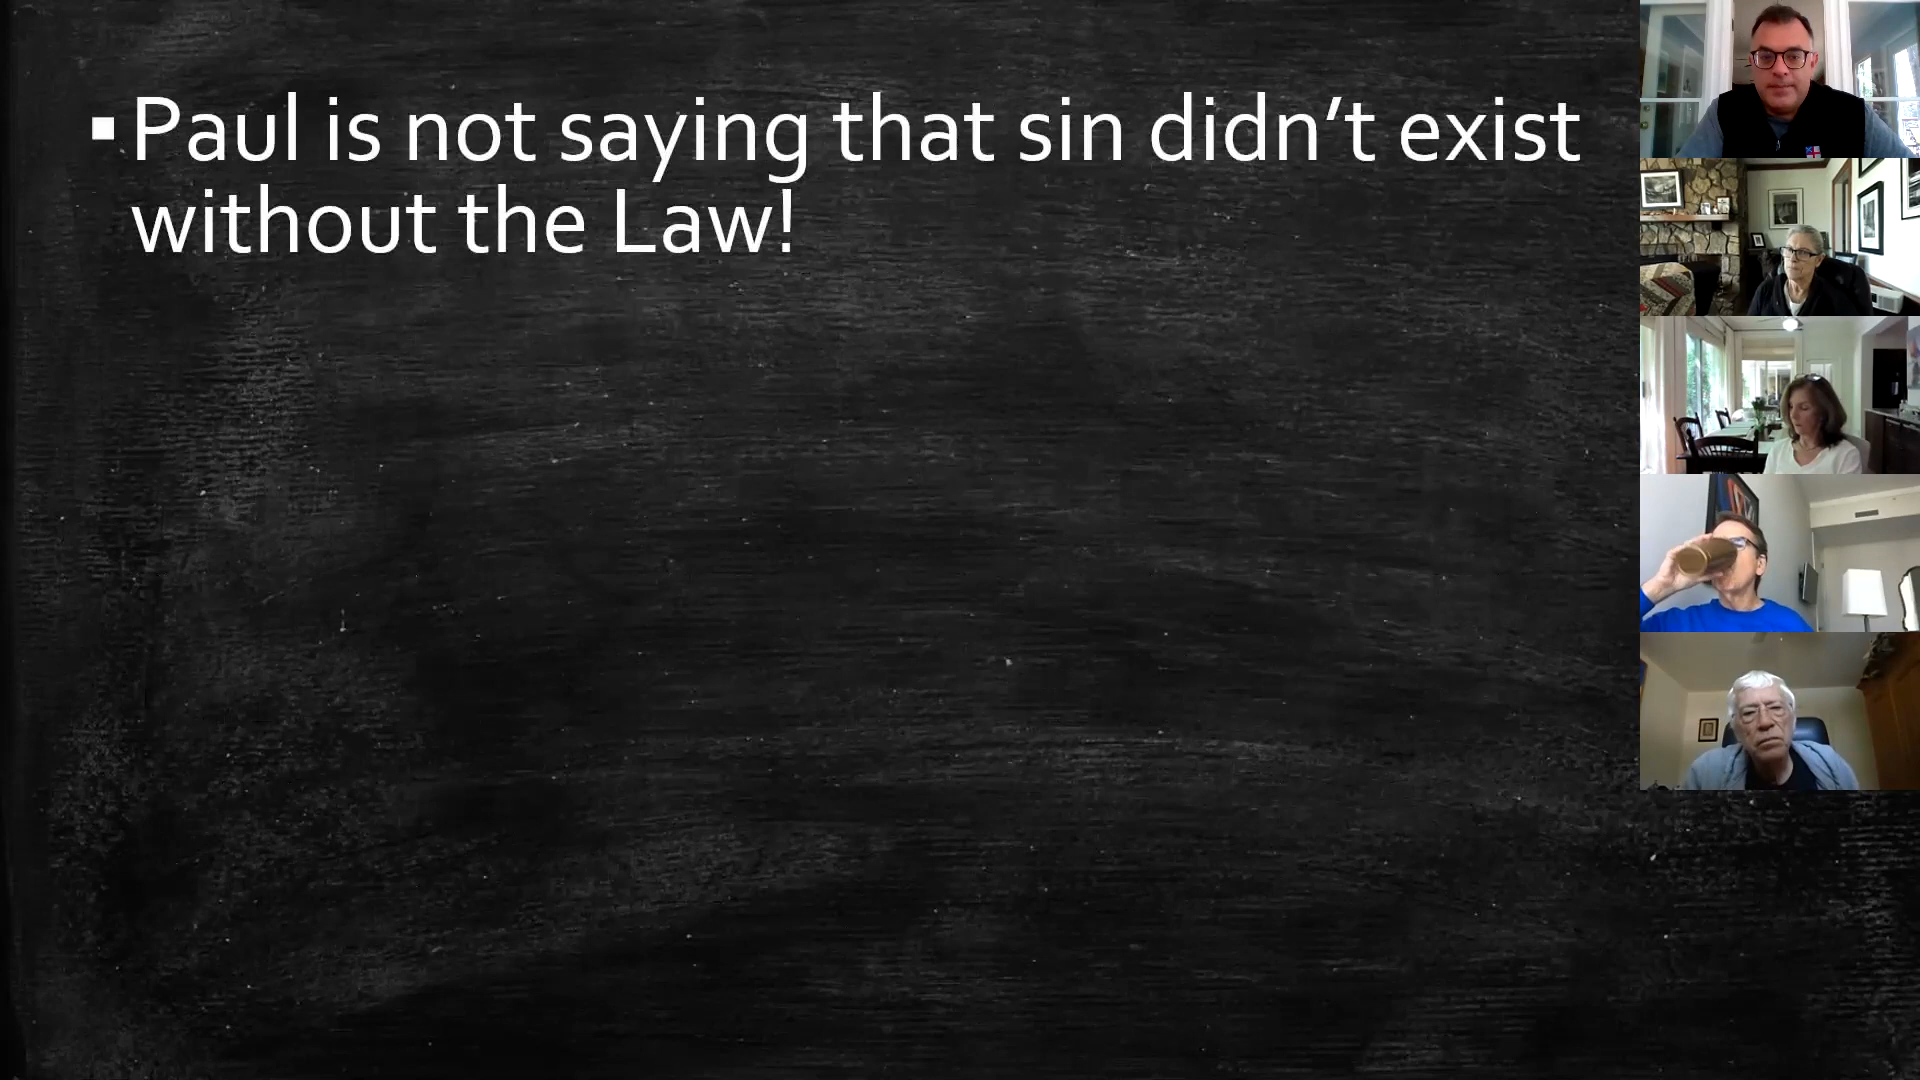 ▪ Paul is not saying that sin didn’t exist
without the Law!